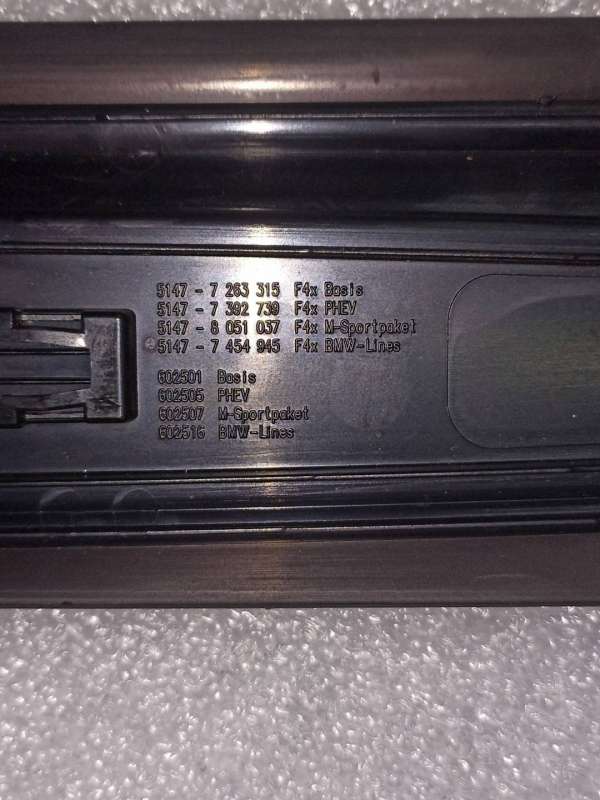 5147 - 7 263 315 F4x Basis
5147 - 7 392 739 F4x PHEV
5147 - 8 051 037 F4x M-Sportpaket
5147 - 7 454 945 F4x BMW-Lines
602501 Basis
602505 PHEV
602507 M-Sportpaket
602516 BMW-Lines